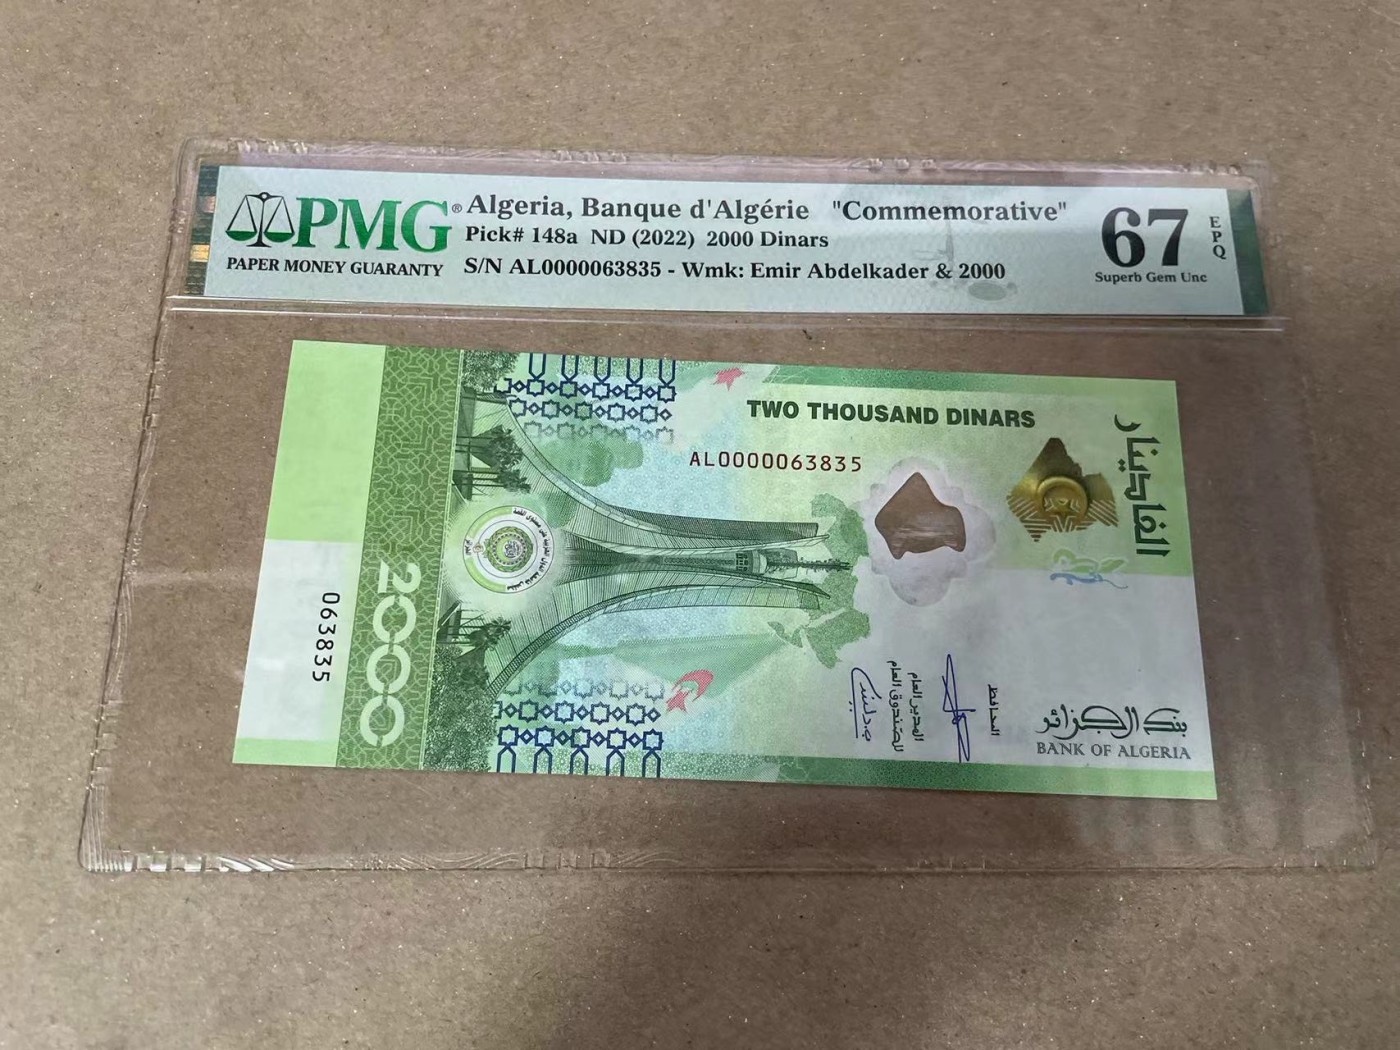 PMG®
PAPER MONEY GUARANTY
Algeria, Banque d'Algérie "Commemorative"
Pick# 148a ND (2022) 2000 Dinars
S/N AL0000063835 - Wmk: Emir Abdelkader & 2000
67
EPQ
Superb Gem Unc
TWO THOUSAND DINARS
AL0000063835
ألفا دينار
2000
063835
المحافظ
المدير العام
للصندوق العام
بنك الجزائر
BANK OF ALGERIA